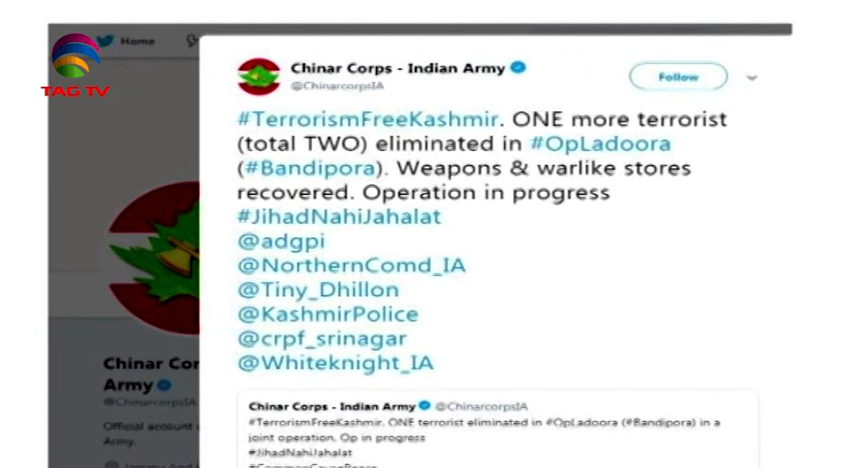 Home
TAG TV
Chinar Corps - Indian Army
@ChinarcorpsIA
Follow
#TerrorismFreeKashmir. ONE more terrorist
(total TWO) eliminated in #OpLadoora
(#Bandipora). Weapons & warlike stores
recovered. Operation in progress
#JihadNahiJahalat
@adgpi
@NorthernComd_IA
@Tiny_Dhillon
@KashmirPolice
@crpf_srinagar
@Whiteknight_IA
Chinar Corps - Indian Army @ChinarcorpsIA
#TerrorismFreeKashmir. ONE terrorist eliminated in #OpLadoora (#Bandipora) in a
joint operation. Op in progress
#JihadNahiJahalat
Chinar Cor
Army
@ChinarcorpsIA
Official account
Army.
Jammu And